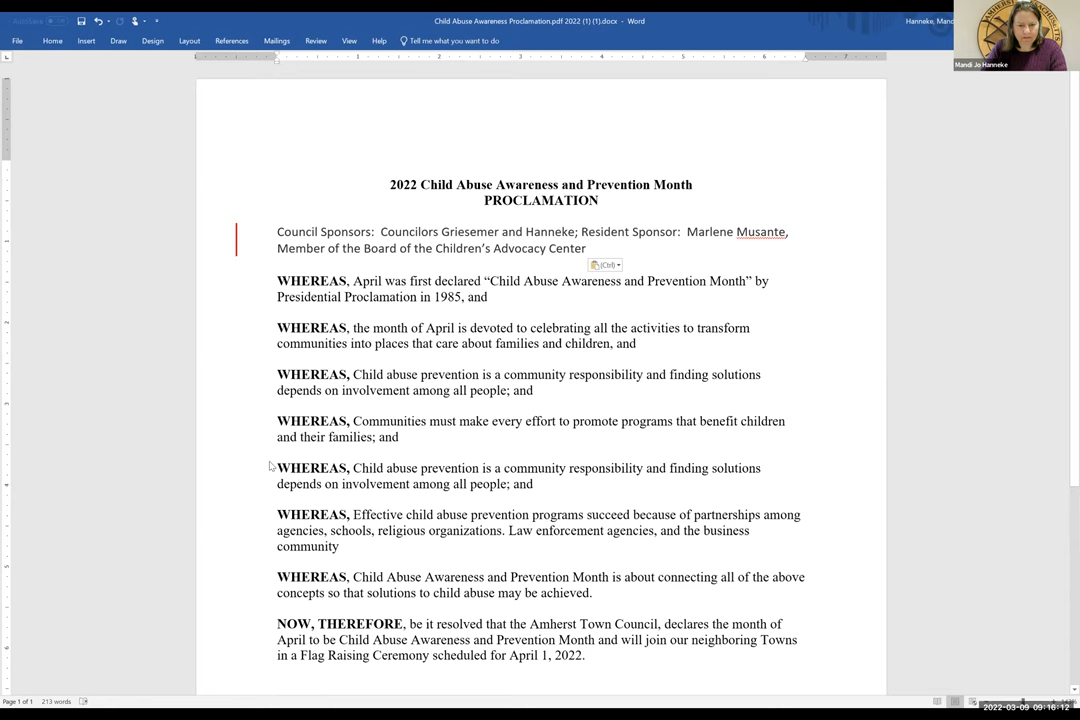 AutoSave
Child Abuse Awareness Proclamation.pdf 2022 (1) (1).docx - Word
Hanneke, Mand
File Home Insert Draw Design Layout References Mailings Review View Help Tell me what you want to do
Mandi Jo Hanneke
2022 Child Abuse Awareness and Prevention Month
PROCLAMATION
Council Sponsors: Councilors Griesemer and Hanneke; Resident Sponsor: Marlene Musante,
Member of the Board of the Children's Advocacy Center
(Ctrl)
WHEREAS, April was first declared “Child Abuse Awareness and Prevention Month” by
Presidential Proclamation in 1985, and
WHEREAS, the month of April is devoted to celebrating all the activities to transform
communities into places that care about families and children, and
WHEREAS, Child abuse prevention is a community responsibility and finding solutions
depends on involvement among all people; and
WHEREAS, Communities must make every effort to promote programs that benefit children
and their families; and
WHEREAS, Child abuse prevention is a community responsibility and finding solutions
depends on involvement among all people; and
WHEREAS, Effective child abuse prevention programs succeed because of partnerships among
agencies, schools, religious organizations. Law enforcement agencies, and the business
community
WHEREAS, Child Abuse Awareness and Prevention Month is about connecting all of the above
concepts so that solutions to child abuse may be achieved.
NOW, THEREFORE, be it resolved that the Amherst Town Council, declares the month of
April to be Child Abuse Awareness and Prevention Month and will join our neighboring Towns
in a Flag Raising Ceremony scheduled for April 1, 2022.
Page 1 of 1 213 words
2022-03-09 09:16:12